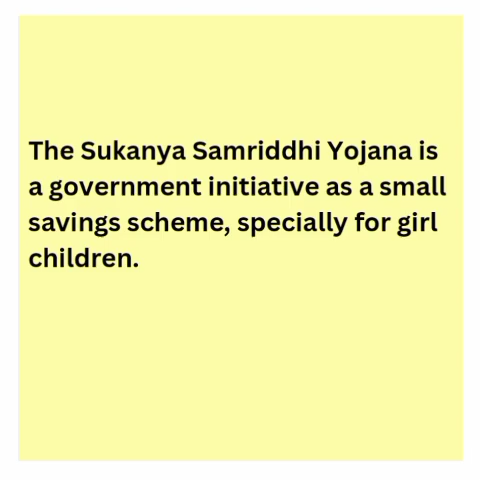 The Sukanya Samriddhi Yojana is
a government initiative as a small
savings scheme, specially for girl
children.